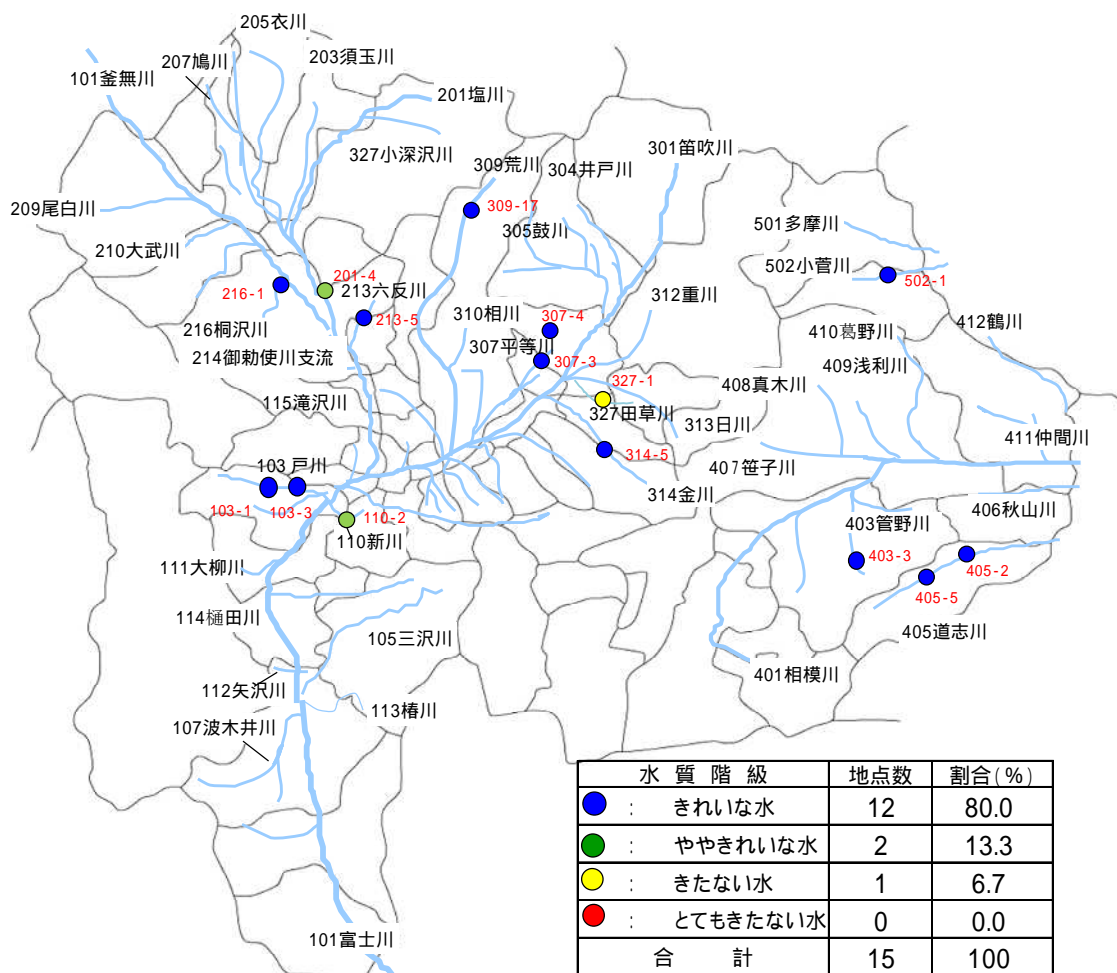 205衣川
207鳩川
203須玉川
101釜無川
201塩川
327小深沢川
309荒川
304井戸川
301笛吹川
209尾白川
309-17
305鼓川
501多摩川
210大武川
502小菅川
502-1
201-4
216-1
213六反川
312重川
213-5
310相川
307-4
216桐沢川
410葛野川
412鶴川
307平等川
214御勅使川支流
307-3
409浅利川
327-1
408真木川
115滝沢川
327田草川
313日川
411仲間川
103戸川
314-5
407笹子川
314金川
103-1
103-3
110-2
406秋山川
403管野川
110新川
111大柳川
403-3
405-2
405-5
114樋田川
105三沢川
405道志川
401相模川
112矢沢川
113椿川
107波木井川
101富士川
水質階級 地点数 割合(%)
: きれいな水 12 80.0
: ややきれいな水 2 13.3
: きたない水 1 6.7
: とてもきたない水 0 0.0
合計 15 100